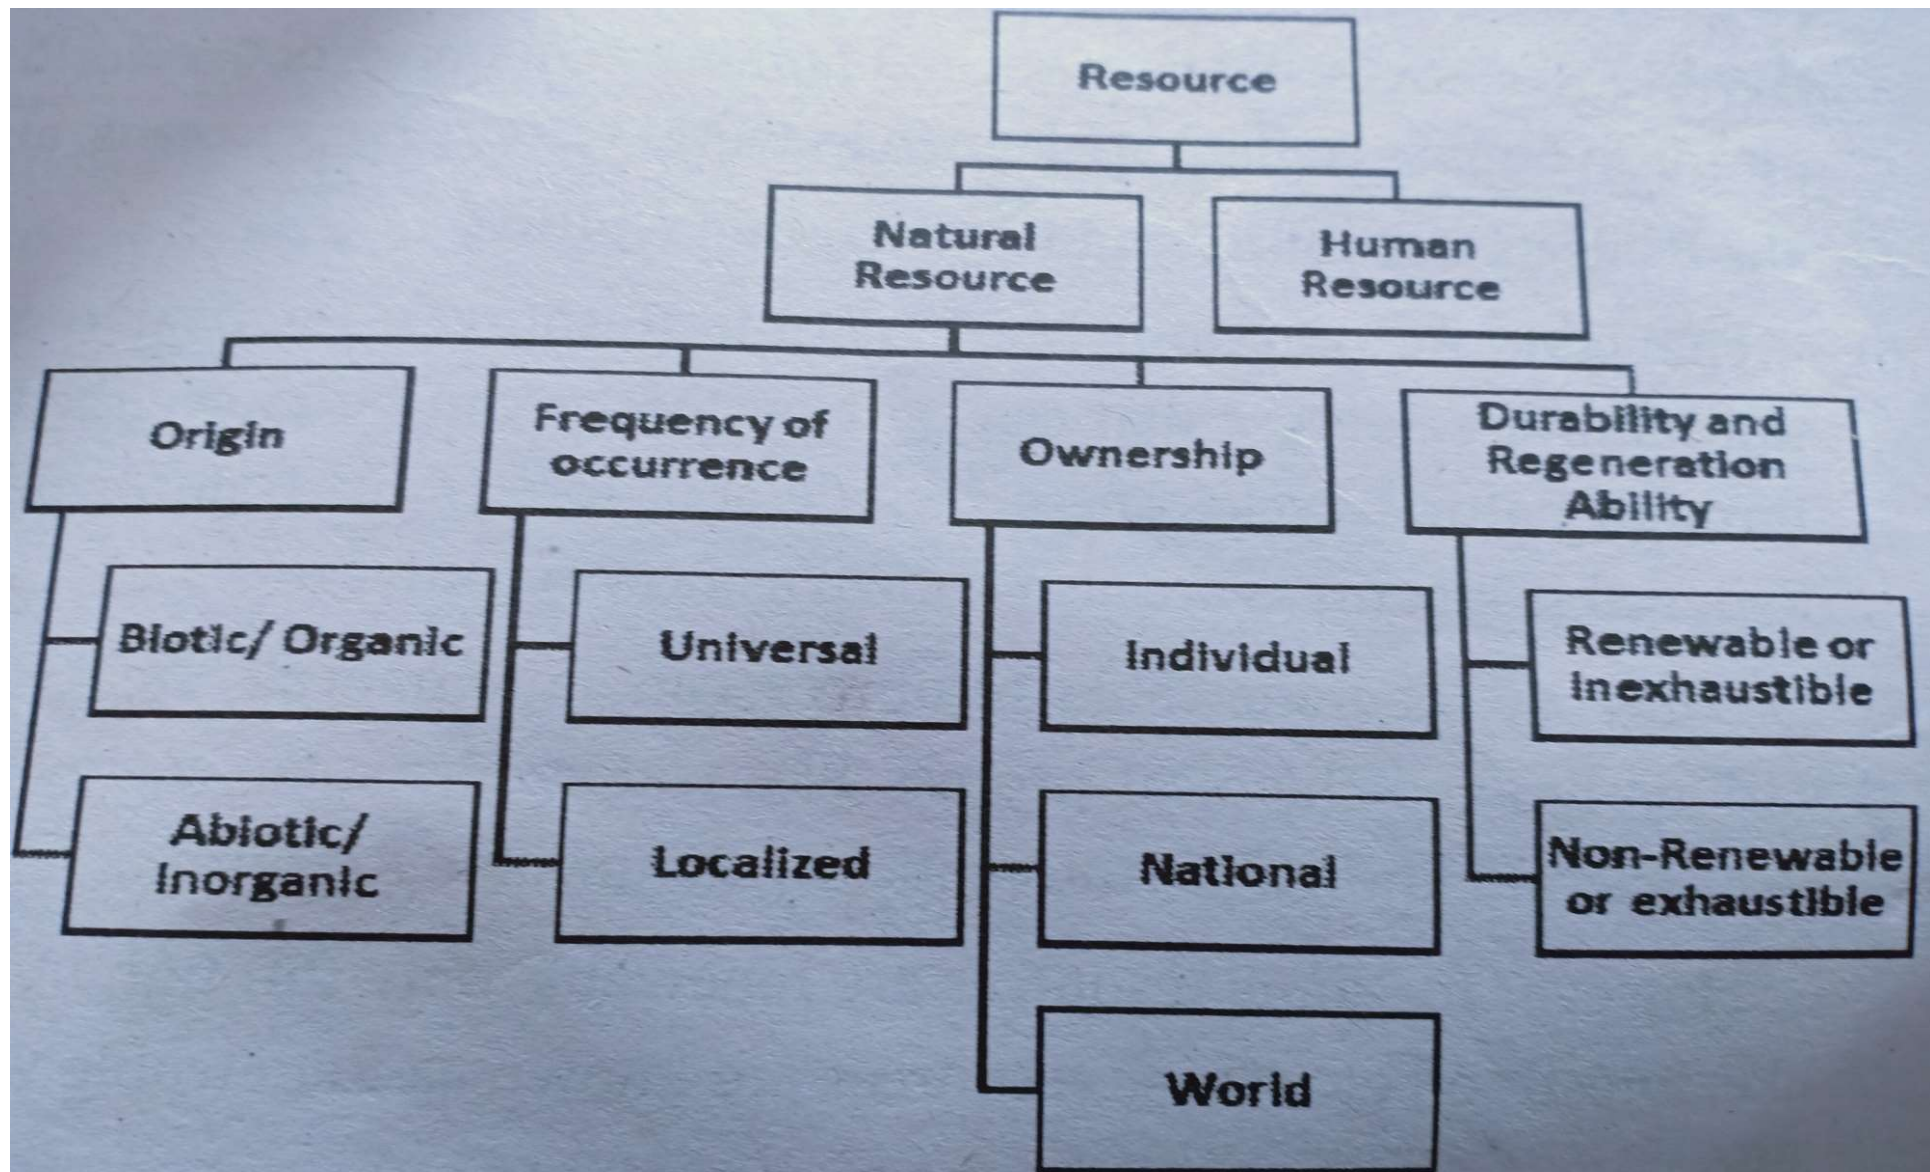 Resource
Natural
Resource
Human
Resource
Origin
Frequency of
occurrence
Ownership
Durability and
Regeneration
Ability
Biotic/ Organic
Universal
Individual
Renewable or
Inexhaustible
Abiotic/
Inorganic
Localized
National
Non-Renewable
or exhaustible
World